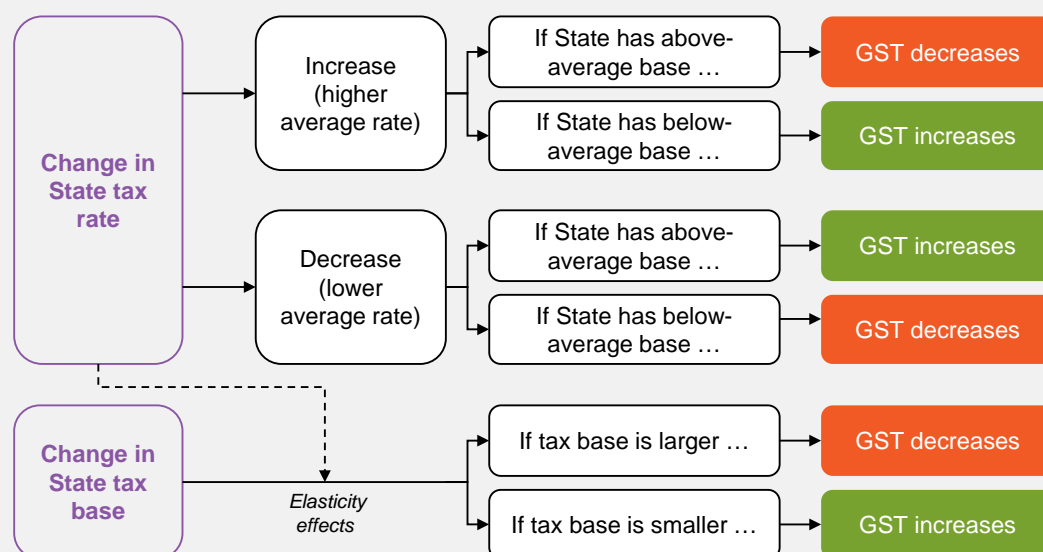 Change in
State tax
rate
Increase
(higher
average rate)
If State has above-
average base …
GST decreases
If State has below-
average base …
GST increases
Decrease
(lower
average rate)
If State has above-
average base …
GST increases
If State has below-
average base …
GST decreases
Change in
State tax
base
Elasticity
effects
If tax base is larger …
GST decreases
If tax base is smaller …
GST increases